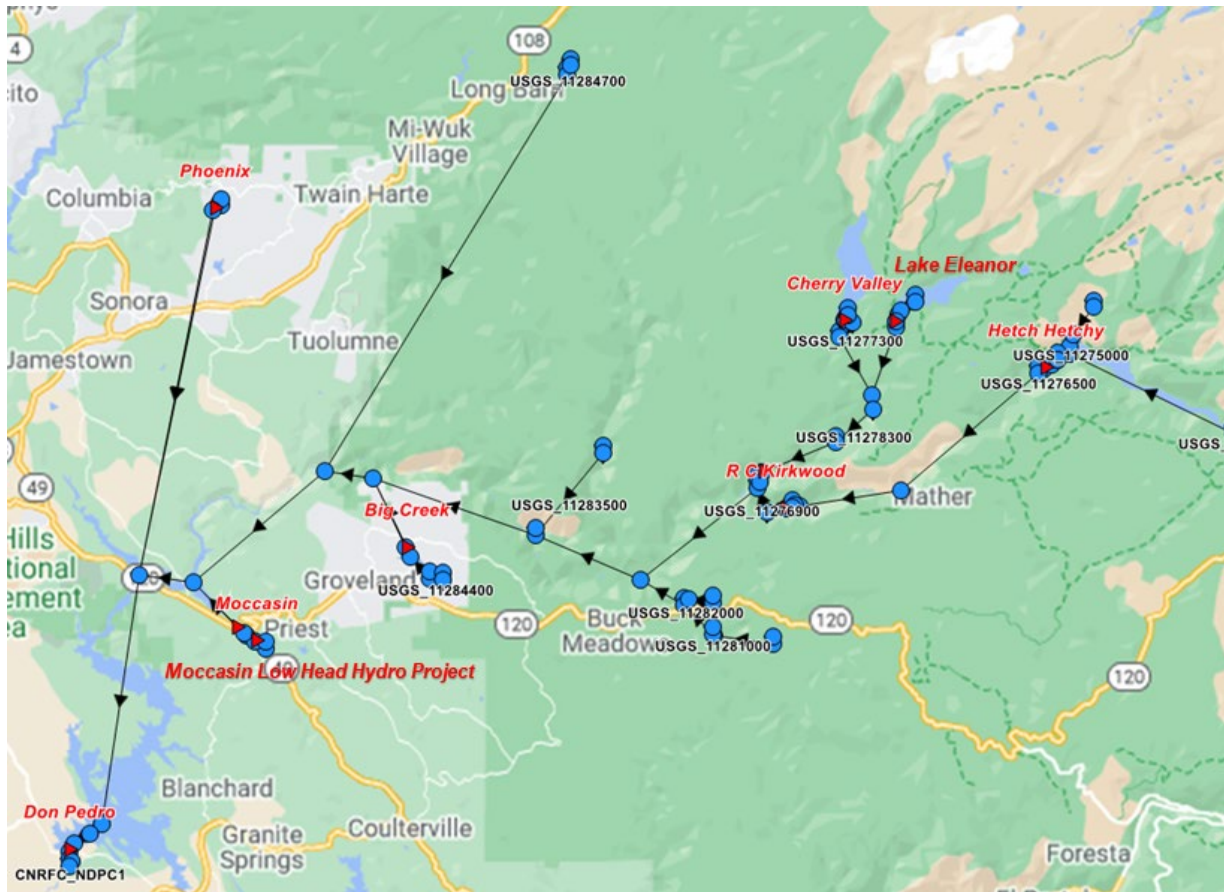 108
4
USGS_11284700
Long Barn
Mi-Wuk
Village
Phoenix
Columbia
Twain Harte
Sonora
Tuolumne
Jamestown
Cherry Valley
Lake Eleanor
USGS_11277300
Hetch Hetchy
USGS_11275000
USGS_11276500
USGS_11278300
R C Kirkwood
Mather
USGS_11276900
49
USGS_11283500
Big Creek
Groveland
USGS_11284400
Hills
Moccasin
Priest
120
Buck
Meadows
USGS_11282000
USGS_11281000
120
120
Moccasin Low Head Hydro Project
49
Blanchard
Don Pedro
Granite
Springs
Coulterville
Foresta
CNRFC_NDPC1